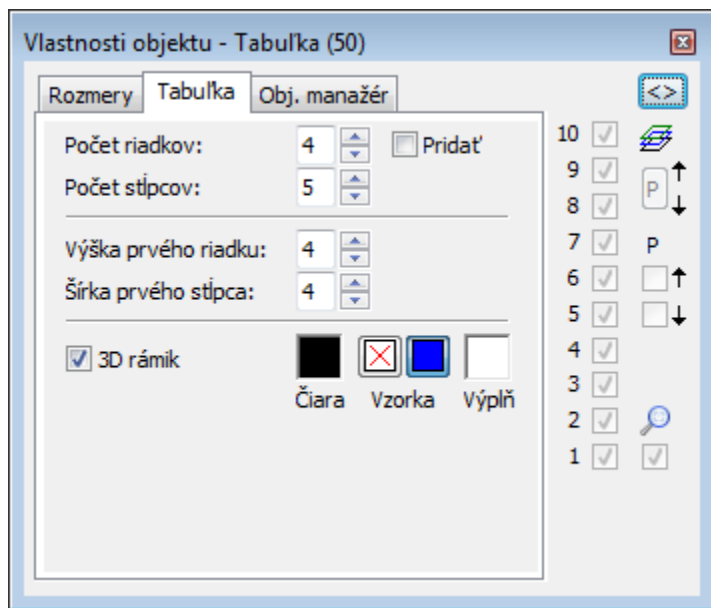 Vlastnosti objektu - Tabuľka (50)
<>
Rozmery Tabuľka Obj. manažér
Počet riadkov: 4 Pridať 10
9
Počet stĺpcov: 5 P
8
Výška prvého riadku: 4 7 P
6
Šírka prvého stĺpca: 4
5
3D rámik 4
Čiara Vzorka Výplň 3
2
1